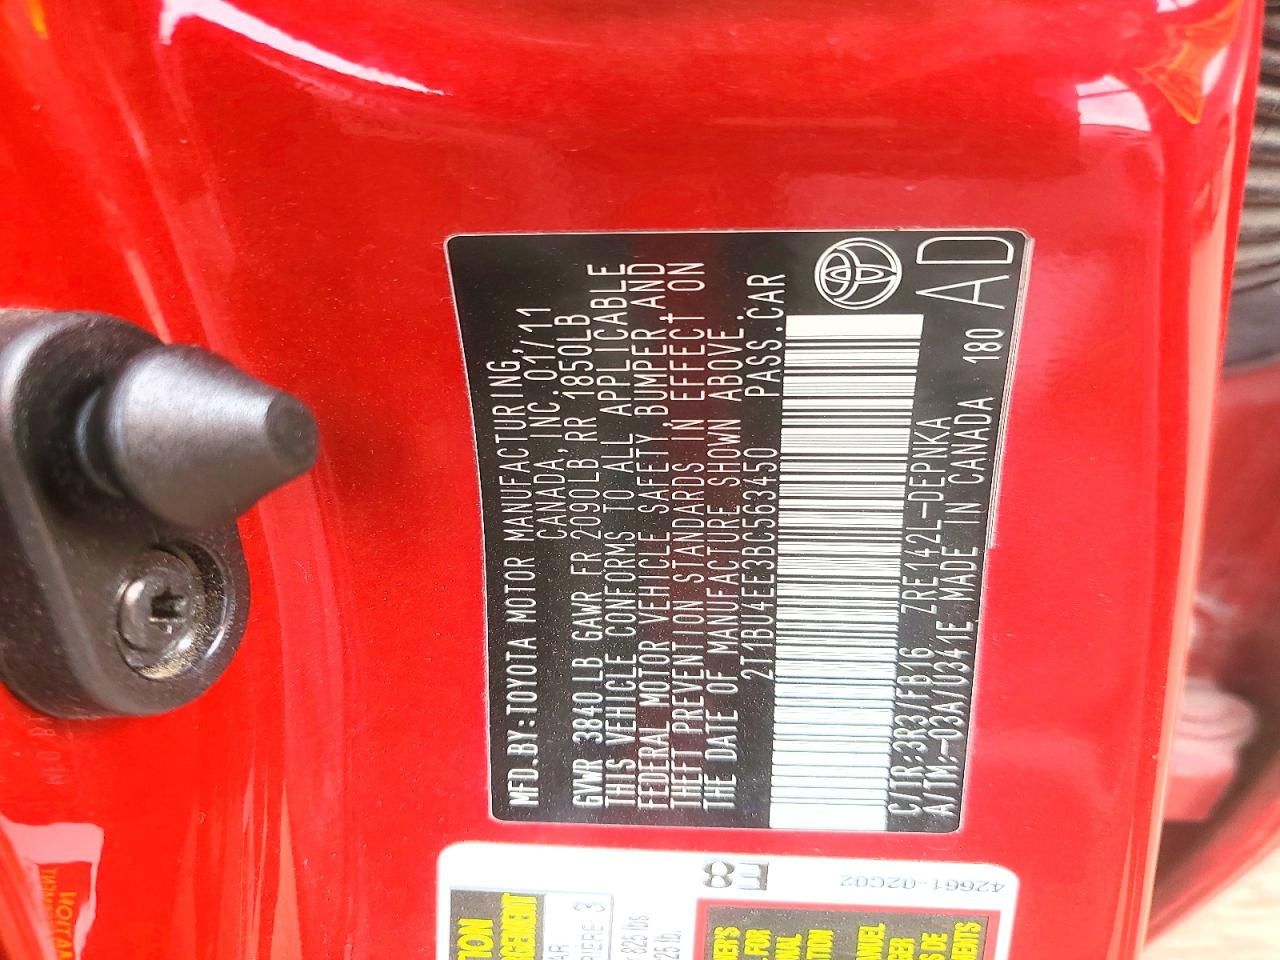 MFD.BY:TOYOTA MOTOR MANUFACTURING,
CANADA,INC. 01/11
GVWR 3840LB GAWR FR 2090LB RR 1850LB
THIS VEHICLE CONFORMS TO ALL APPLICABLE
FEDERAL MOTOR VEHICLE SAFETY,BUMPER,AND
THEFT PREVENTION STANDARDS IN EFFECT ON
THE DATE OF MANUFACTURE SHOWN ABOVE.
2T1BU4EE3BC563450 PASS.CAR
C/TR:3R3/FB16 ZRE142L-DEPNKA
A/TM:-03A/U341E MADE IN CANADA 180
AD
E8
42661-02C02
3
825 lbs